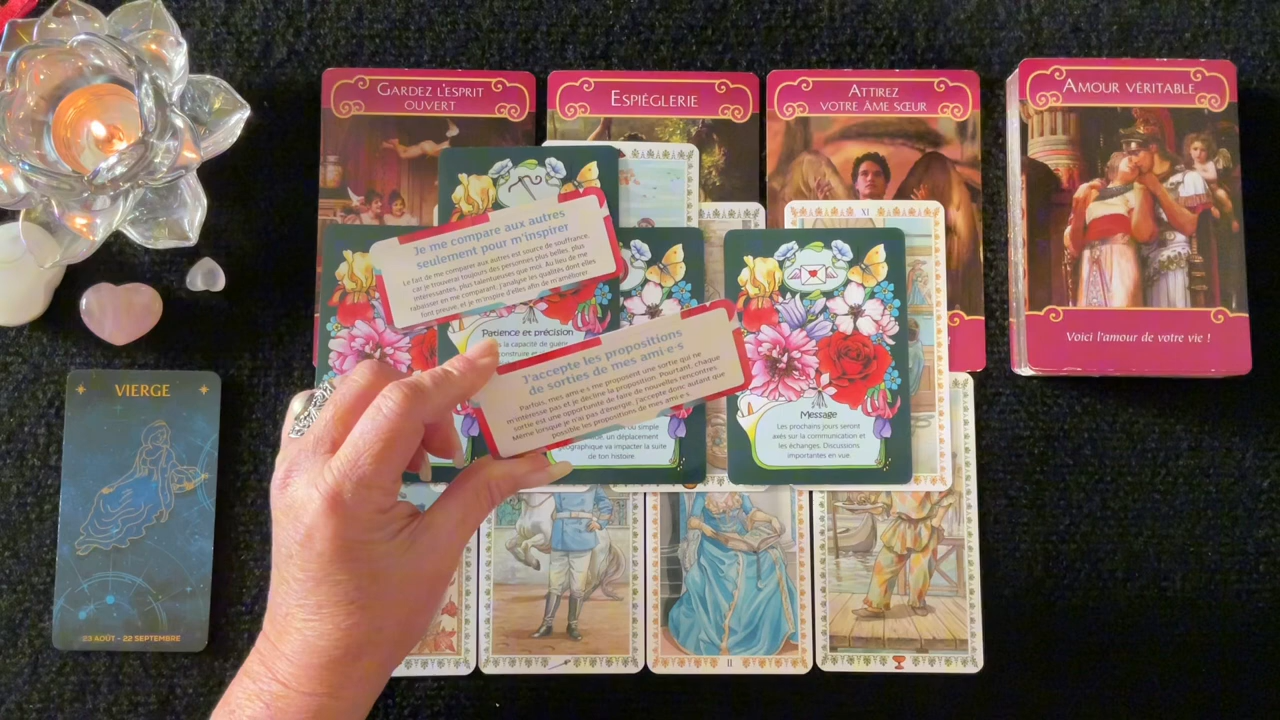 GARDEZ L'ESPRIT
OUVERT
ESPIÈGLERIE
ATTIREZ
VOTRE ÂME SŒUR
AMOUR VÉRITABLE
Voici l'amour de votre vie !
XI
Je me compare aux autres
seulement pour m'inspirer
Le fait de me comparer aux autres est source de souffrance,
car je trouverai toujours des personnes plus belles, plus
intéressantes, plus talentueuses que moi. Au lieu de me
rabaisser en me comparant, j'analyse les qualités dont elles
font preuve, et je m'inspire d'elles afin de m'améliorer.
Patience et précision
la capacité de
construire
J'accepte les propositions
de sorties de mes ami·e·s
Parfois, mes ami·e·s me proposent une sortie qui ne
m'intéresse pas et je décline la proposition. Pourtant, chaque
sortie est une opportunité de faire de nouvelles rencontres.
Même lorsque je n'ai pas d'énergie, j'accepte donc autant que
possible les propositions de mes ami·e·s.
ou simple
un déplacement
géographique va impacter la suite
de ton histoire.
Message
Les prochains jours seront
axés sur la communication et
les échanges. Discussions
importantes en vue.
VIERGE
23 AOÛT - 22 SEPTEMBRE
II